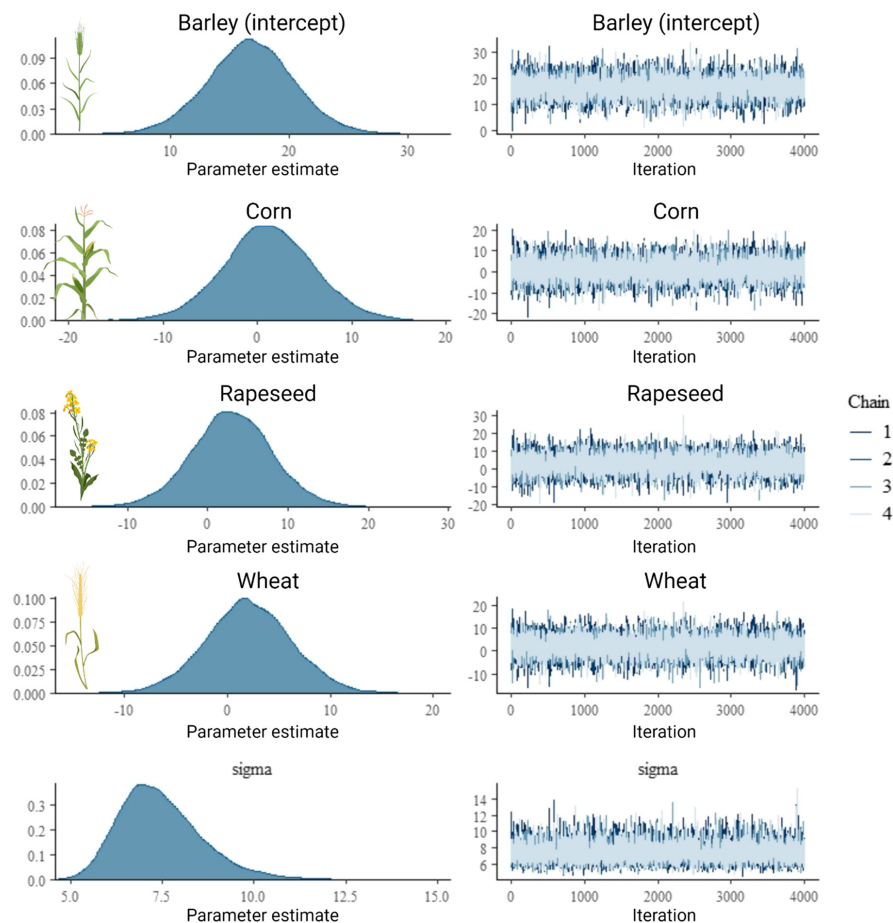 Barley (intercept)
0.09
0.06
0.03
0.00
10 20 30
Parameter estimate
Barley (intercept)
30
20
10
0
0 1000 2000 3000 4000
Iteration
Corn
0.08
0.06
0.04
0.02
0.00
-20 -10 0 10 20
Parameter estimate
Corn
20
10
0
-10
-20
0 1000 2000 3000 4000
Iteration
Rapeseed
0.08
0.06
0.04
0.02
0.00
-10 0 10 20 30
Parameter estimate
Rapeseed
30
20
10
0
-10
-20
0 1000 2000 3000 4000
Iteration
Chain
1
2
3
4
Wheat
0.100
0.075
0.050
0.025
0.000
-10 0 10 20
Parameter estimate
Wheat
20
10
0
-10
0 1000 2000 3000 4000
Iteration
sigma
0.3
0.2
0.1
0.0
5.0 7.5 10.0 12.5 15.0
Parameter estimate
sigma
14
12
10
8
6
0 1000 2000 3000 4000
Iteration